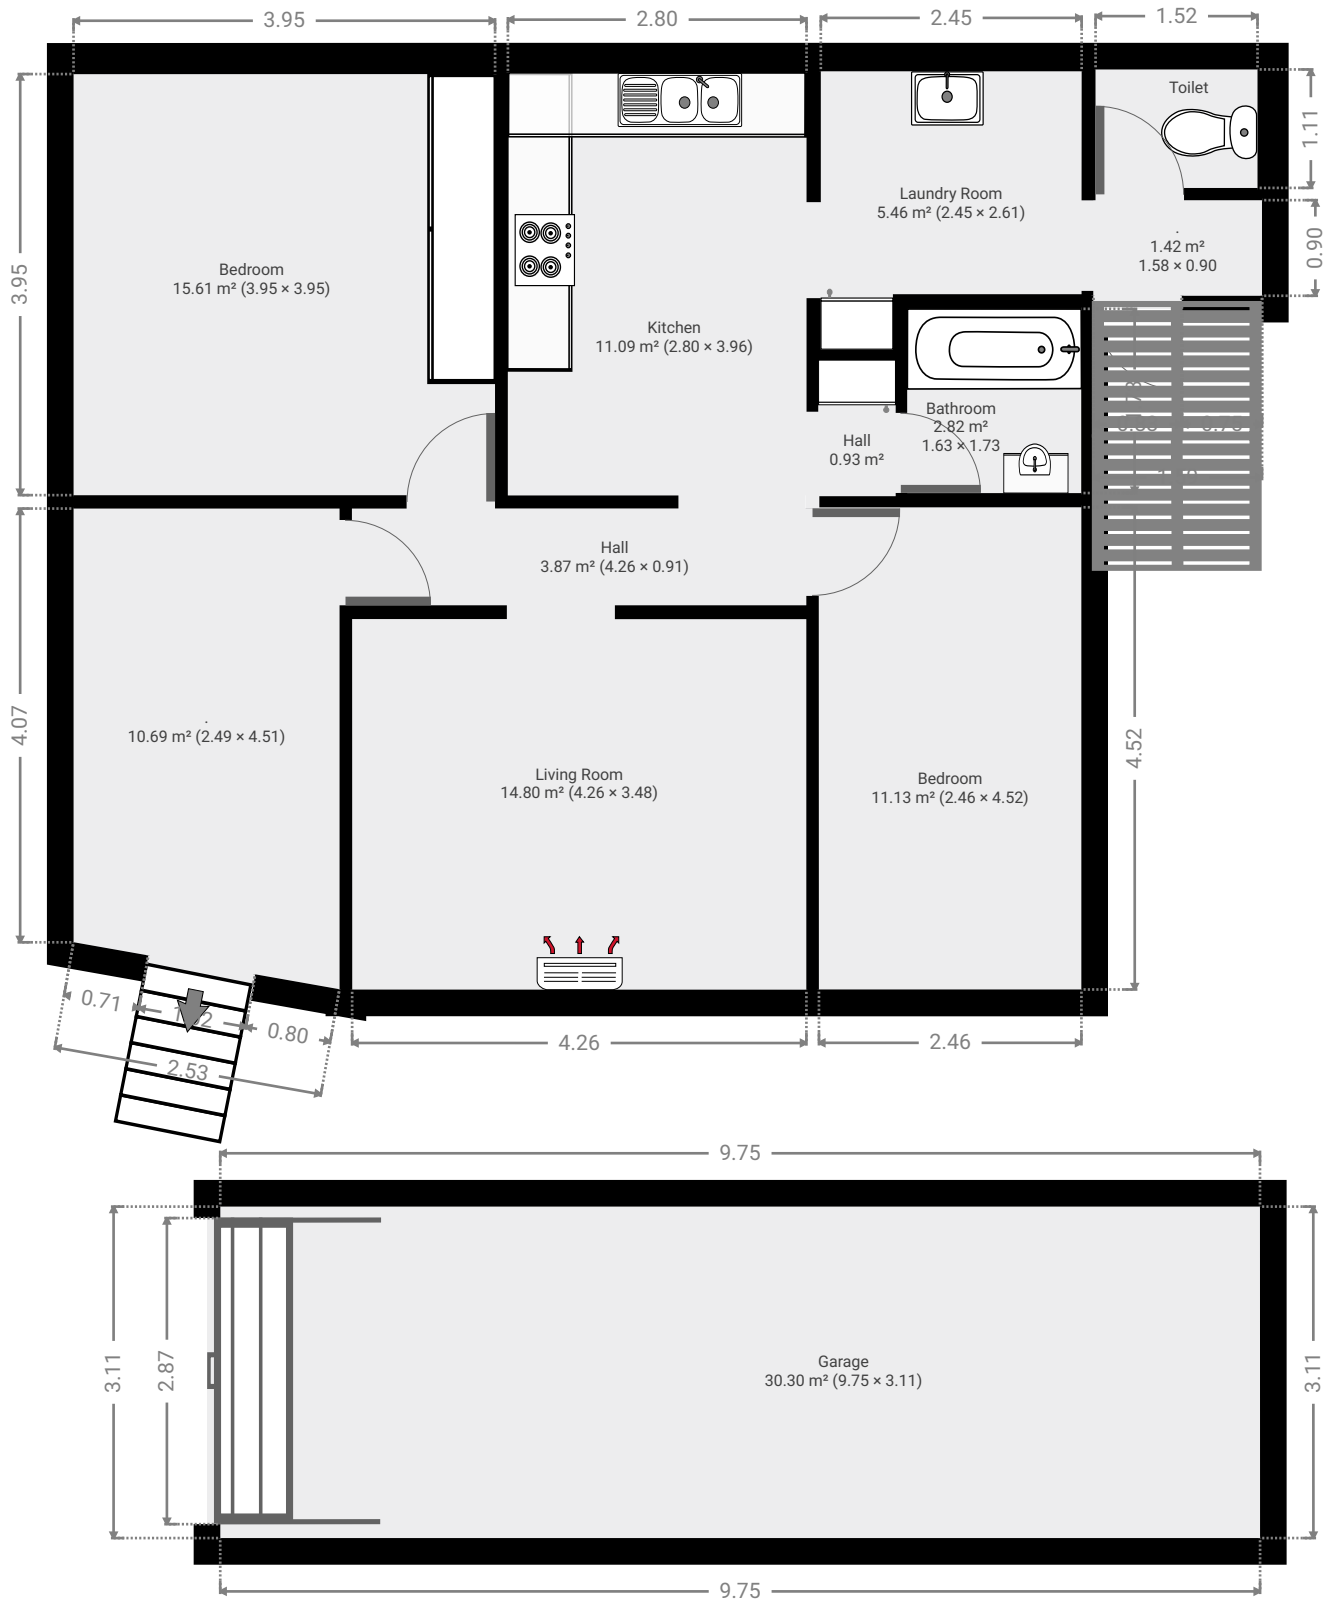 3.95
2.80
2.45
1.52
Toilet
1.11
Laundry Room
5.46 m² (2.45 × 2.61)
.
1.42 m²
1.58 × 0.90
0.90
Bedroom
15.61 m² (3.95 × 3.95)
3.95
Kitchen
11.09 m² (2.80 × 3.96)
Bathroom
2.82 m²
1.63 × 1.73
Hall
0.93 m²
Hall
3.87 m² (4.26 × 0.91)
4.07
.
10.69 m² (2.49 × 4.51)
Living Room
14.80 m² (4.26 × 3.48)
Bedroom
11.13 m² (2.46 × 4.52)
4.52
0.71
0.80
2.53
4.26
2.46
9.75
3.11
2.87
Garage
30.30 m² (9.75 × 3.11)
3.11
9.75